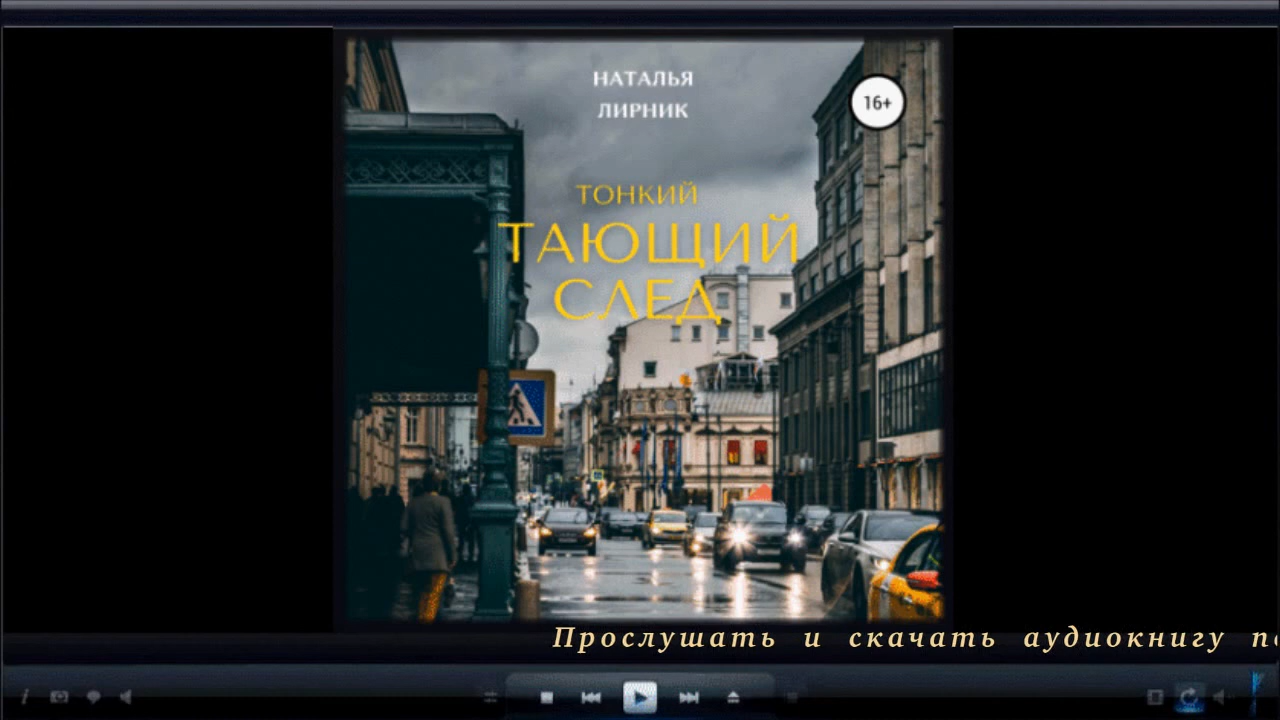 НАТАЛЬЯ
ЛИРНИК
16+
ТОНКИЙ
ТАЮЩИЙ
СЛЕД
Прослушать и скачать аудиокнигу